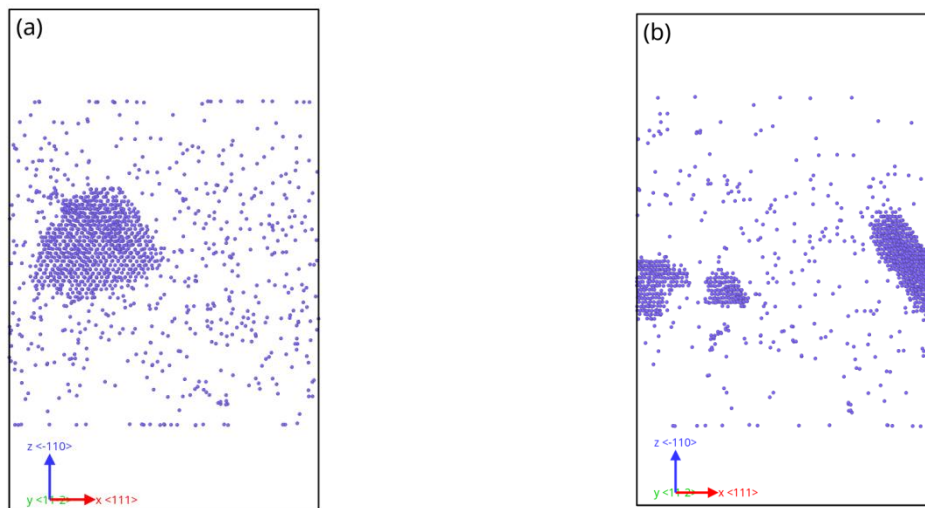 (a)
(b)
z <-110>
y <11-2> x <111>
z <-110>
y <11-2> x <111>